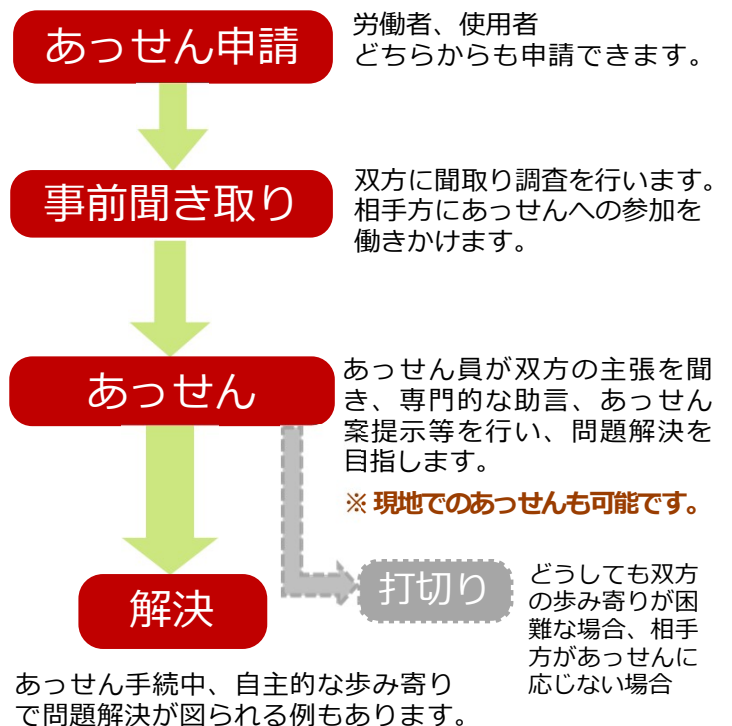 あっせん申請
労働者、使用者
どちらからも申請できます。
事前聞き取り
双方に聞取り調査を行います。
相手方にあっせんへの参加を
働きかけます。
あっせん
あっせん員が双方の主張を聞
き、専門的な助言、あっせん
案提示等を行い、問題解決を
目指します。
※ 現地でのあっせんも可能です。
解決
打切り
どうしても双方
の歩み寄りが困
難な場合、相手
方があっせんに
応じない場合
あっせん手続中、自主的な歩み寄り
で問題解決が図られる例もあります。